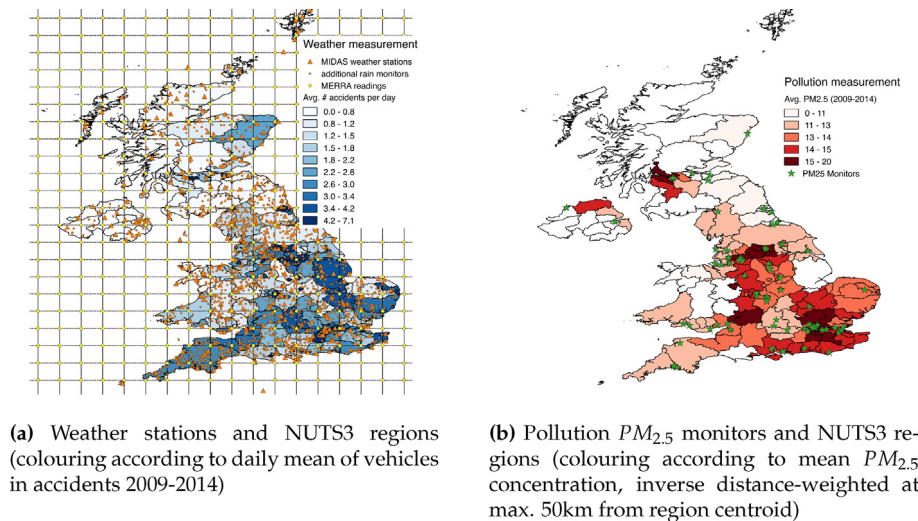 Weather measurement
MIDAS weather stations
additional rain monitors
MERRA readings
Avg. # accidents per day
0.0 - 0.8
0.8 - 1.2
1.2 - 1.5
1.5 - 1.8
1.8 - 2.2
2.2 - 2.6
2.6 - 3.0
3.0 - 3.4
3.4 - 4.2
4.2 - 7.1
Pollution measurement
Avg. PM2.5 (2009-2014)
0 - 11
11 - 13
13 - 14
14 - 15
15 - 20
PM25 Monitors
(a) Weather stations and NUTS3 regions
(colouring according to daily mean of vehicles
in accidents 2009-2014)
(b) Pollution PM2.5 monitors and NUTS3 re-
gions (colouring according to mean PM2.5
concentration, inverse distance-weighted at
max. 50km from region centroid)